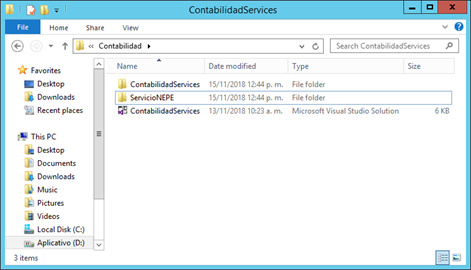 ContabilidadServices
File Home Share View
« Contabilidad Search ContabilidadServices
Favorites
Desktop
Downloads
Recent places
This PC
Desktop
Documents
Downloads
Music
Pictures
Videos
Local Disk (C:)
Aplicativo (D:)
Name Date modified Type Size
ContabilidadServices 15/11/2018 12:44 p. m. File folder
ServicioNEPE 15/11/2018 12:44 p. m. File folder
ContabilidadServices 13/11/2018 10:23 a. m. Microsoft Visual Studio Solution 6 KB
3 items